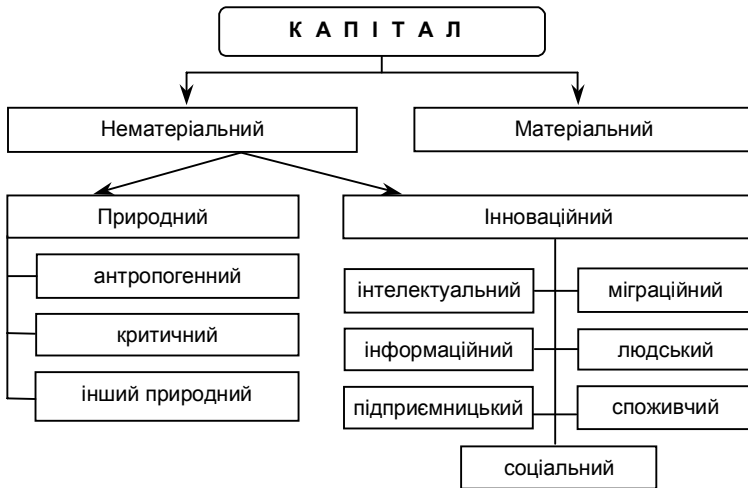 К А П І Т А Л
Нематеріальний
Матеріальний
Природний
Інноваційний
антропогенний
критичний
інший природний
інтелектуальний
міграційний
інформаційний
людський
підприємницький
споживчий
соціальний